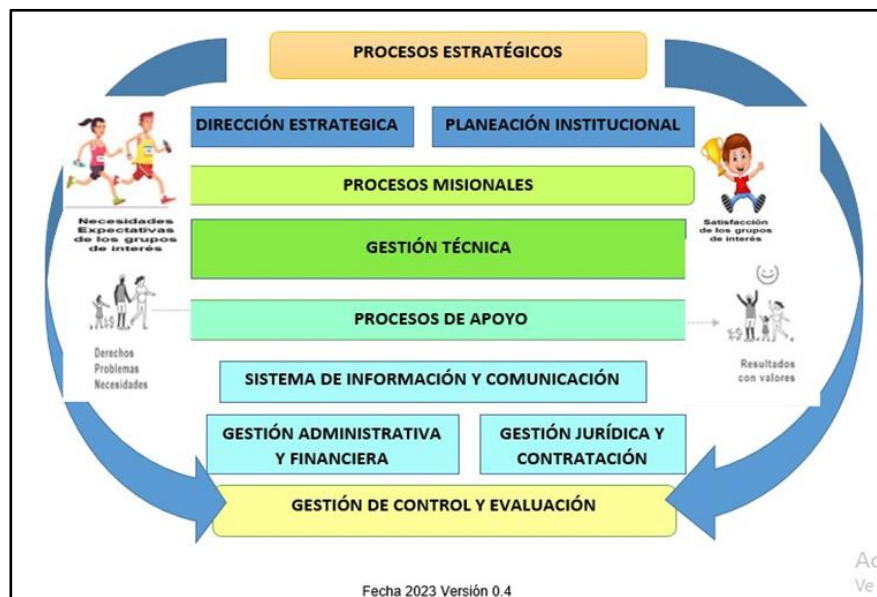 PROCESOS ESTRATÉGICOS
DIRECCIÓN ESTRATEGICA
PLANEACIÓN INSTITUCIONAL
PROCESOS MISIONALES
Necesidades
Expectativas
de los grupos
de interés
Satisfacción
de los grupos
de interés
GESTIÓN TÉCNICA
PROCESOS DE APOYO
Derechos
Problemas
Necesidades
Resultados
con valores
SISTEMA DE INFORMACIÓN Y COMUNICACIÓN
GESTIÓN ADMINISTRATIVA
Y FINANCIERA
GESTIÓN JURÍDICA Y
CONTRATACIÓN
GESTIÓN DE CONTROL Y EVALUACIÓN
Fecha 2023 Versión 0.4
Ac
Ve